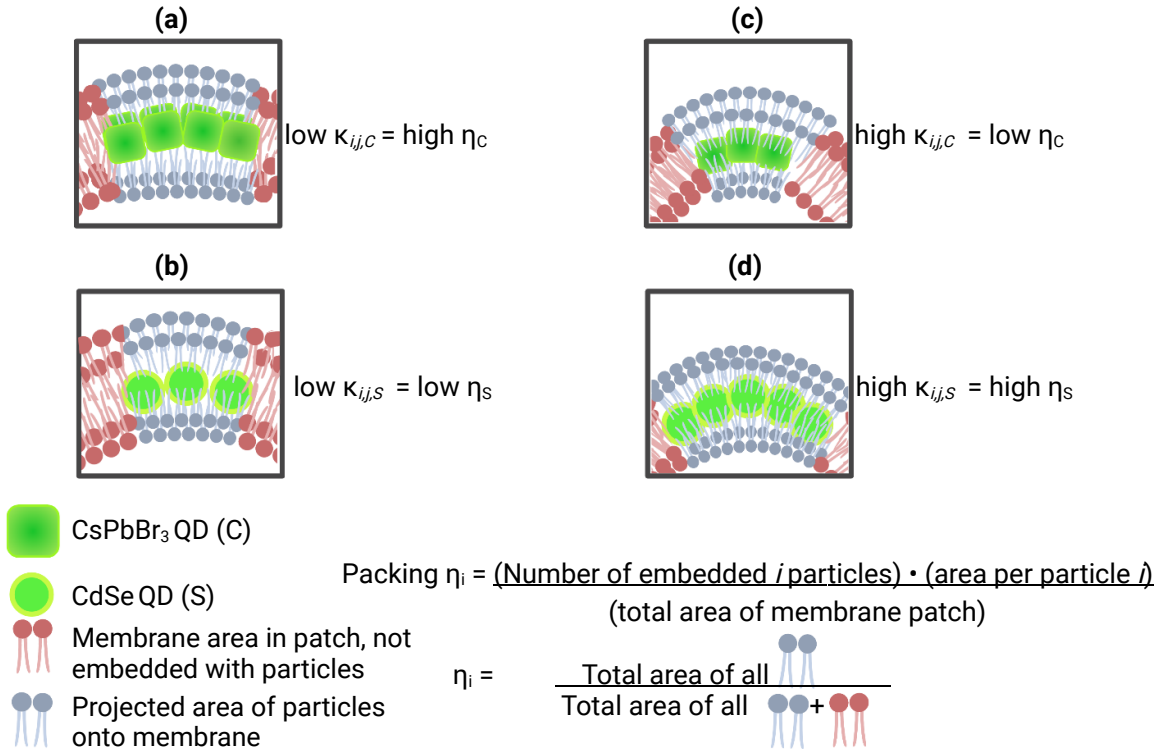 (a)
(c)
low κi,j,C = high ηC
high κi,j,C = low ηC
(b)
(d)
low κi,j,S = low ηS
high κi,j,S = high ηS
CsPbBr3 QD (C)
CdSe QD (S)
Membrane area in patch, not
embedded with particles
Projected area of particles
onto membrane
Packing ηi = (Number of embedded i particles) • (area per particle i)
(total area of membrane patch)
ηi =
Total area of all
Total area of all +